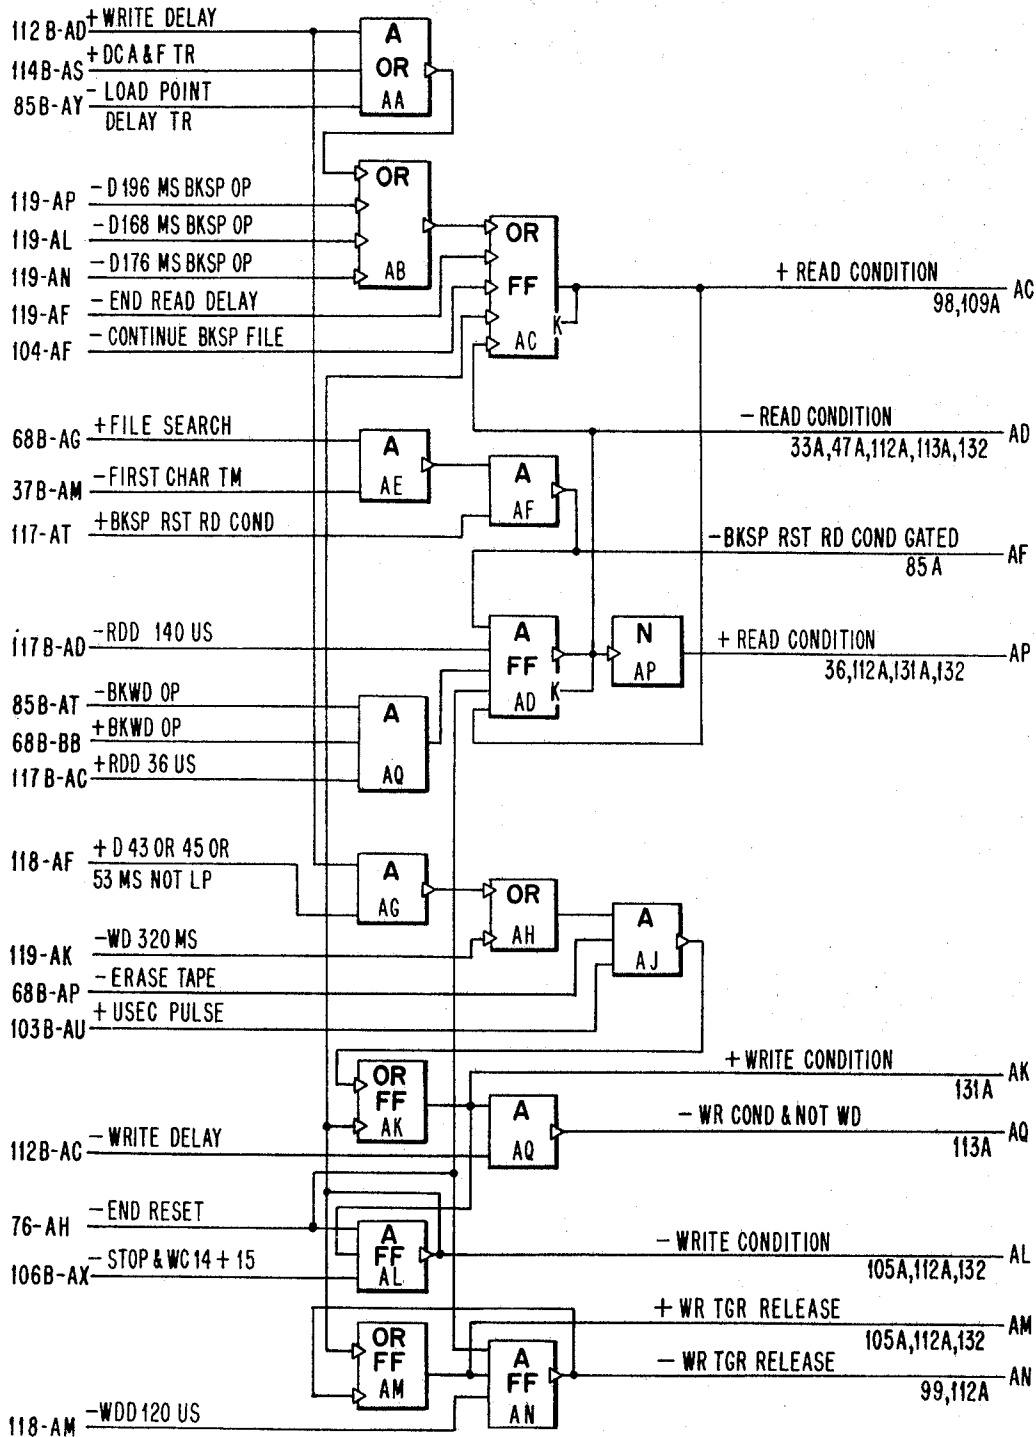 112B-AD +WRITE DELAY
114B-AS +DCA&F TR
85B-AY -LOAD POINT
DELAY TR
A
OR
AA
119-AP -D196 MS BKSP OP
119-AL -D168 MS BKSP OP
119-AN -D176 MS BKSP OP
119-AF -END READ DELAY
104-AF -CONTINUE BKSP FILE
OR
AB
OR
FF
K
AC
+ READ CONDITION AC
98,109A
- READ CONDITION AD
33A,47A,112A,113A,132
68B-AG +FILE SEARCH
37B-AM -FIRST CHAR TM
117-AT +BKSP RST RD COND
A
AE
A
AF
-BKSP RST RD COND GATED AF
85A
117B-AD -RDD 140 US
85B-AT -BKWD OP
68B-BB +BKWD OP
117B-AC +RDD 36 US
A
AQ
A
FF
K
AD
N
AP
+ READ CONDITION AP
36,112A,131A,132
118-AF +D 43 OR 45 OR
53 MS NOT LP
119-AK -WD 320 MS
68B-AP -ERASE TAPE
103B-AU +USEC PULSE
A
AG
OR
AH
A
AJ
OR
FF
AK
+WRITE CONDITION AK
131A
112B-AC -WRITE DELAY
A
AQ
- WR COND & NOT WD AQ
113A
76-AH -END RESET
106B-AX -STOP & WC 14 + 15
A
FF
AL
- WRITE CONDITION AL
105A,112A,132
OR
FF
AM
+ WR TGR RELEASE AM
105A,112A,132
118-AM -WDD 120 US
A
FF
AN
- WR TGR RELEASE AN
99,112A